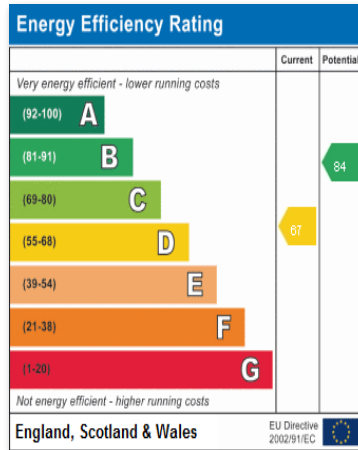 Energy Efficiency Rating
Current Potential
Very energy efficient - lower running costs
(92-100) A
(81-91) B
84
(69-80) C
67
(55-68) D
(39-54) E
(21-38) F
(1-20) G
Not energy efficient - higher running costs
England, Scotland & Wales
EU Directive
2002/91/EC